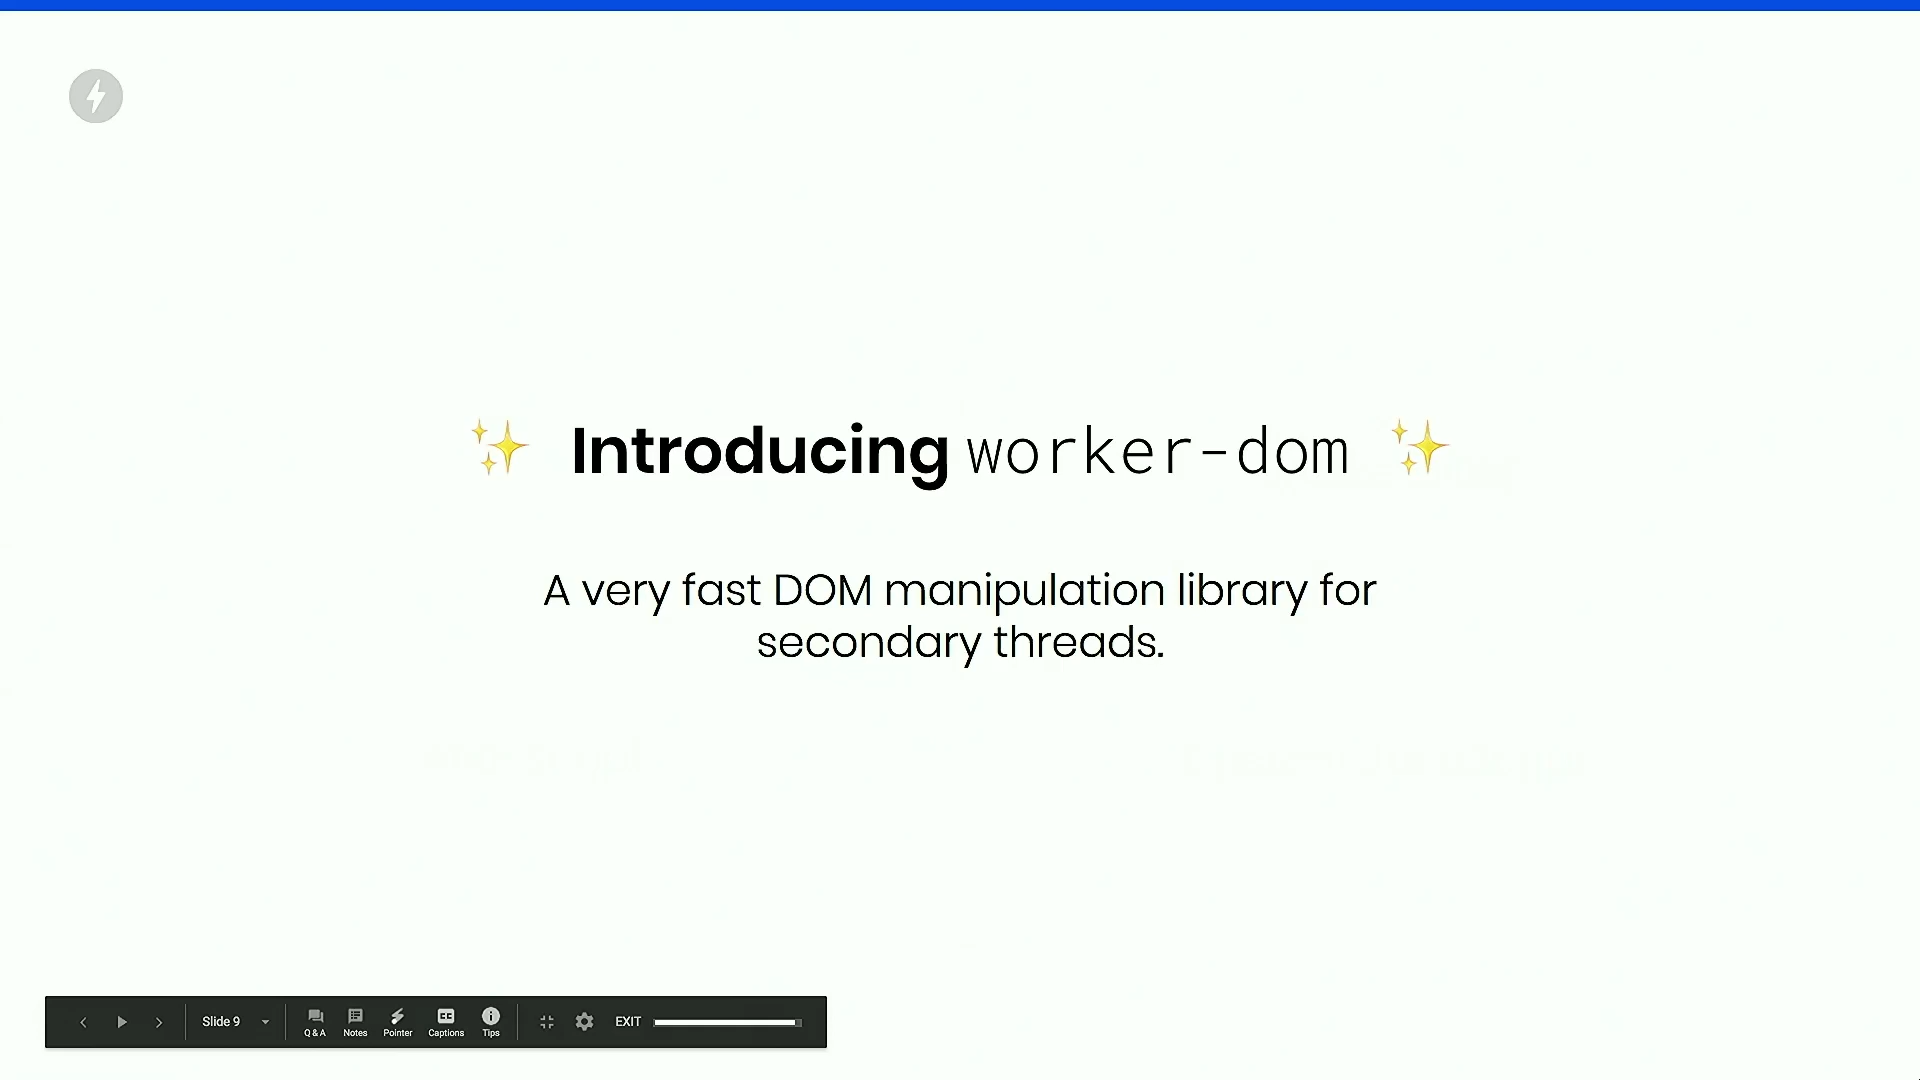 ✨ Introducing worker-dom ✨
A very fast DOM manipulation library for
secondary threads.
Slide 9
Q & A
Notes
Pointer
Captions
Tips
EXIT